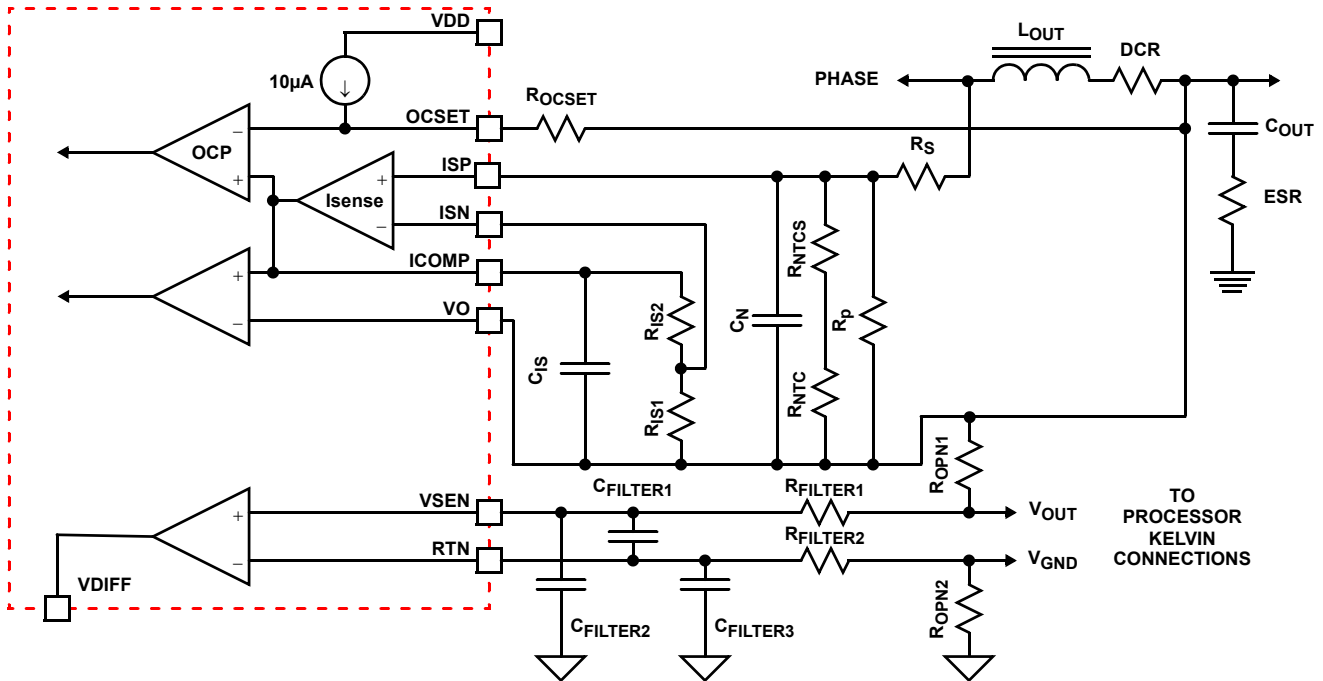 VDD
10µA
OCSET
OCP
ISP
Isense
ISN
ICOMP
VO
VSEN
RTN
VDIFF
ROCSET
PHASE
LOUT
DCR
RS
COUT
ESR
CIS
RIS2
RIS1
CN
RNTCS
RNTC
Rp
ROPN1
CFILTER1
RFILTER1
VOUT
RFILTER2
VGND
ROPN2
CFILTER2
CFILTER3
TO
PROCESSOR
KELVIN
CONNECTIONS
+
−
+
−
+
−
+
−